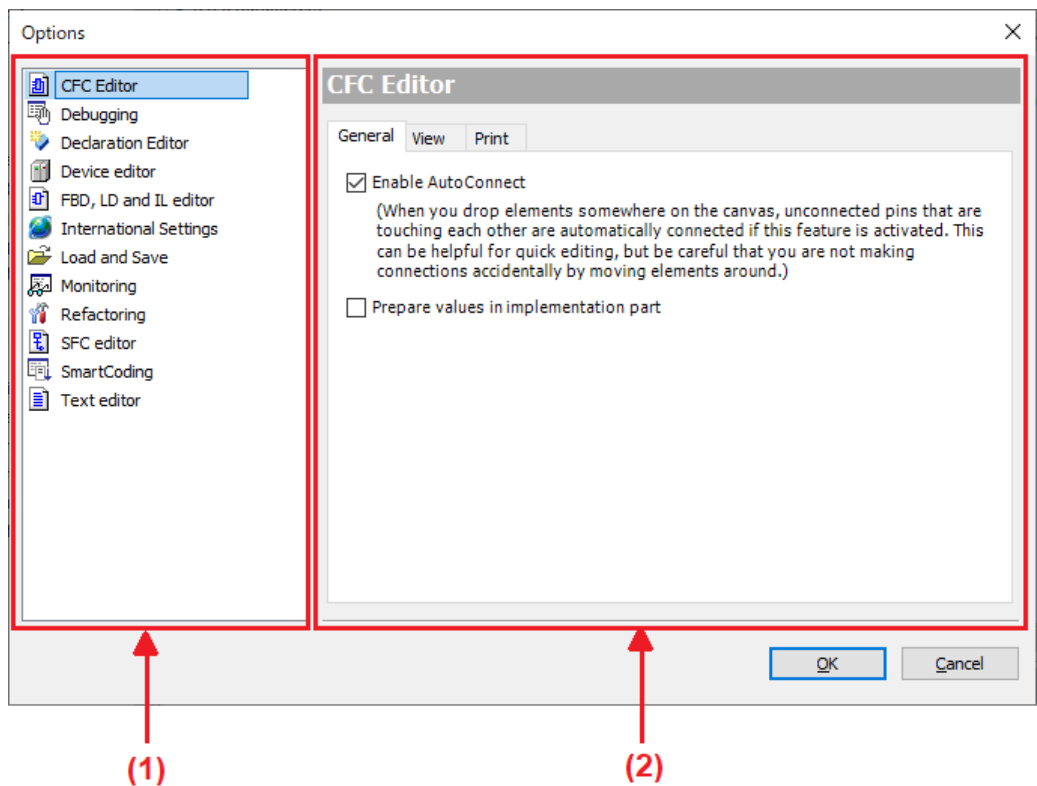 Options
CFC Editor
Debugging
Declaration Editor
Device editor
FBD, LD and IL editor
International Settings
Load and Save
Monitoring
Refactoring
SFC editor
SmartCoding
Text editor
CFC Editor
General View Print
Enable AutoConnect
(When you drop elements somewhere on the canvas, unconnected pins that are
touching each other are automatically connected if this feature is activated. This
can be helpful for quick editing, but be careful that you are not making
connections accidentally by moving elements around.)
Prepare values in implementation part
OK Cancel
(1) (2)